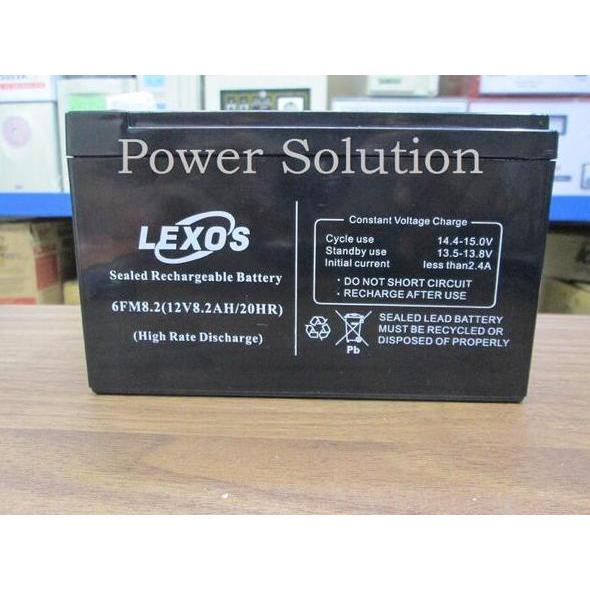 Power Solution
LEXOS
Sealed Rechargeable Battery
6FM8.2(12V8.2AH/20HR)
(High Rate Discharge)
Constant Voltage Charge
Cycle use 14.4-15.0V
Standby use 13.5-13.8V
Initial current less than2.4A
· DO NOT SHORT CIRCUIT
· RECHARGE AFTER USE
Pb
SEALED LEAD BATTERY
MUST BE RECYCLED OR
DISPOSED OF PROPERLY